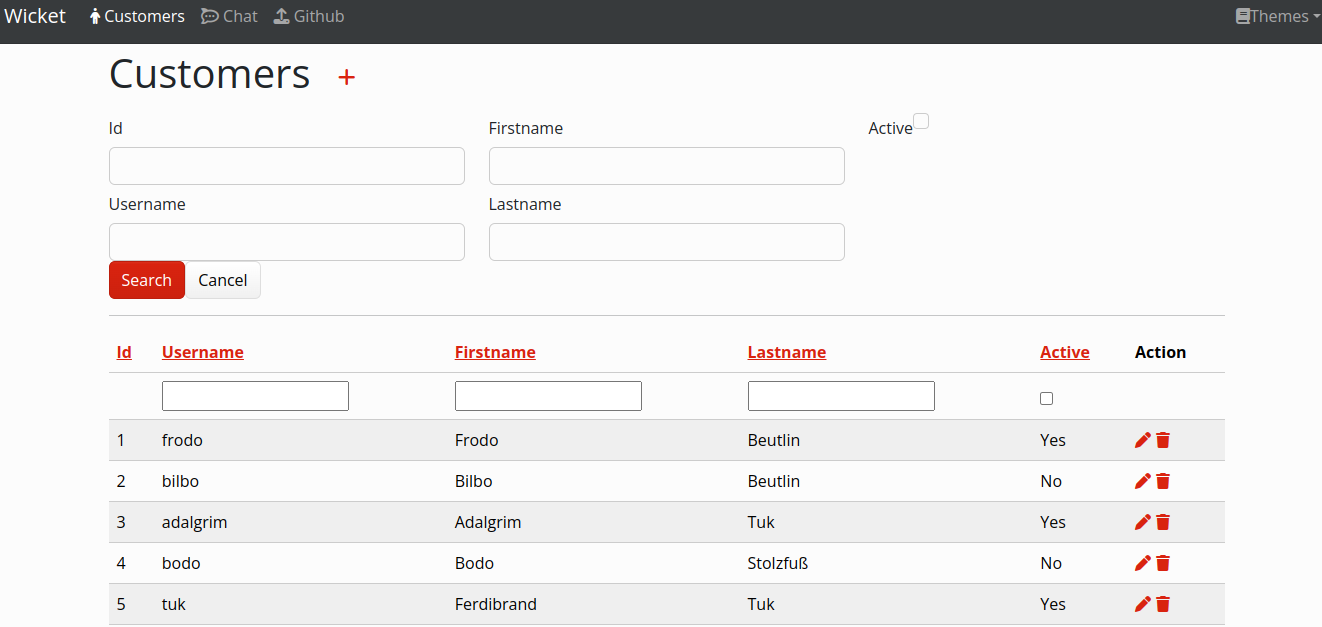 Wicket Customers Chat Github Themes
Customers +
Id Firstname Active
Username Lastname
Search Cancel
Id Username Firstname Lastname Active Action
1 frodo Frodo Beutlin Yes
2 bilbo Bilbo Beutlin No
3 adalgrim Adalgrim Tuk Yes
4 bodo Bodo Stolzfuß No
5 tuk Ferdibrand Tuk Yes